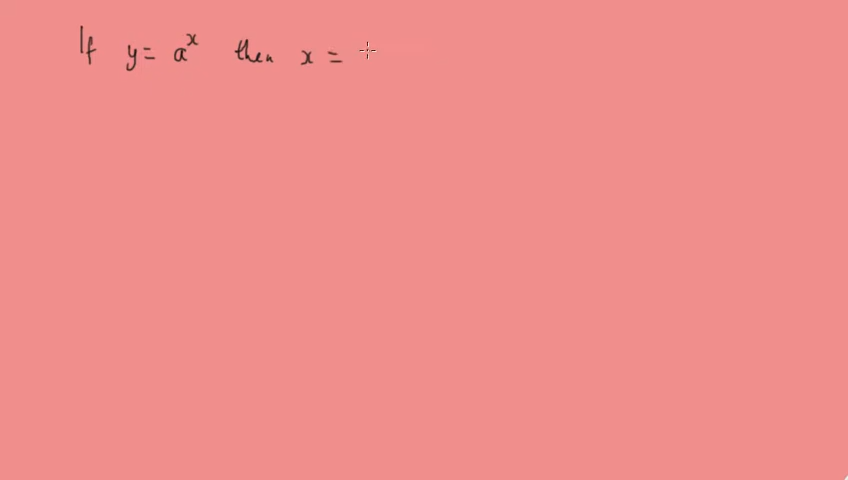 If y = a^x then x =